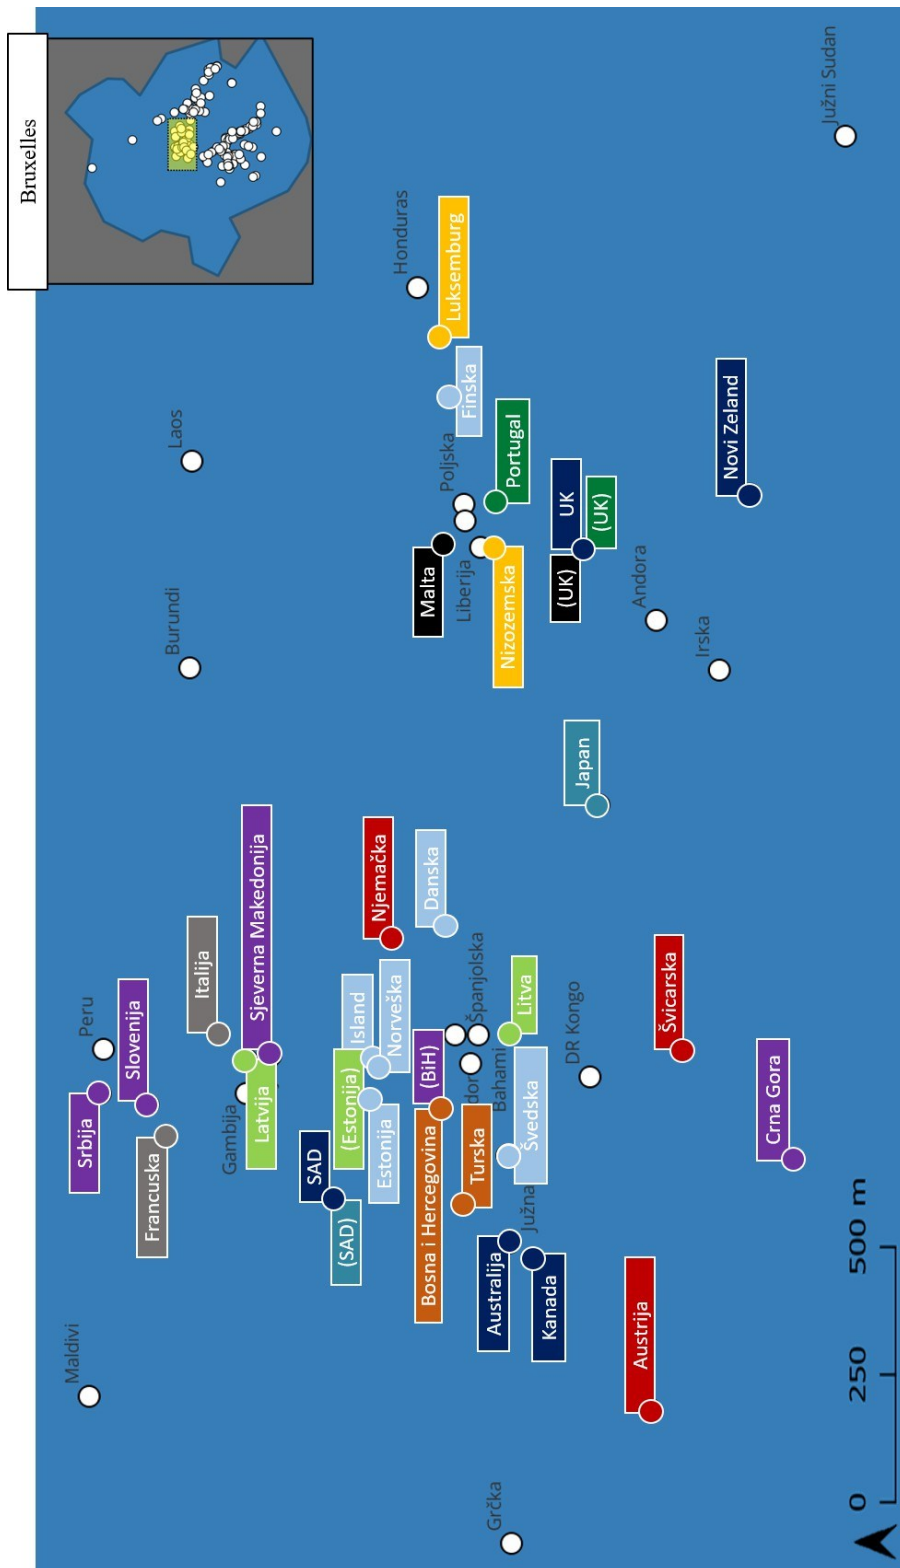 Bruxelles
Maldivi
Srbija
Peru
Slovenija
Francuska
Burundi
Laos
Italija
Gambija
Sjeverna Makedonija
Latvija
SAD
(SAD)
(Estonija)
Island
Njemačka
Estonija
Norveška
Honduras
Bosna i Hercegovina
(BiH)
Danska
Malta
Poljska
Luksemburg
Liberija
Finska
Turska
dor
Španjolska
Grčka
Australija
Bahami
Nizozemska
Portugal
Južna
Švedska
Litva
Kanada
(UK)
UK
(UK)
DR Kongo
Japan
Andora
Austrija
Švicarska
Irska
Novi Zeland
Crna Gora
Južni Sudan
0 250 500 m